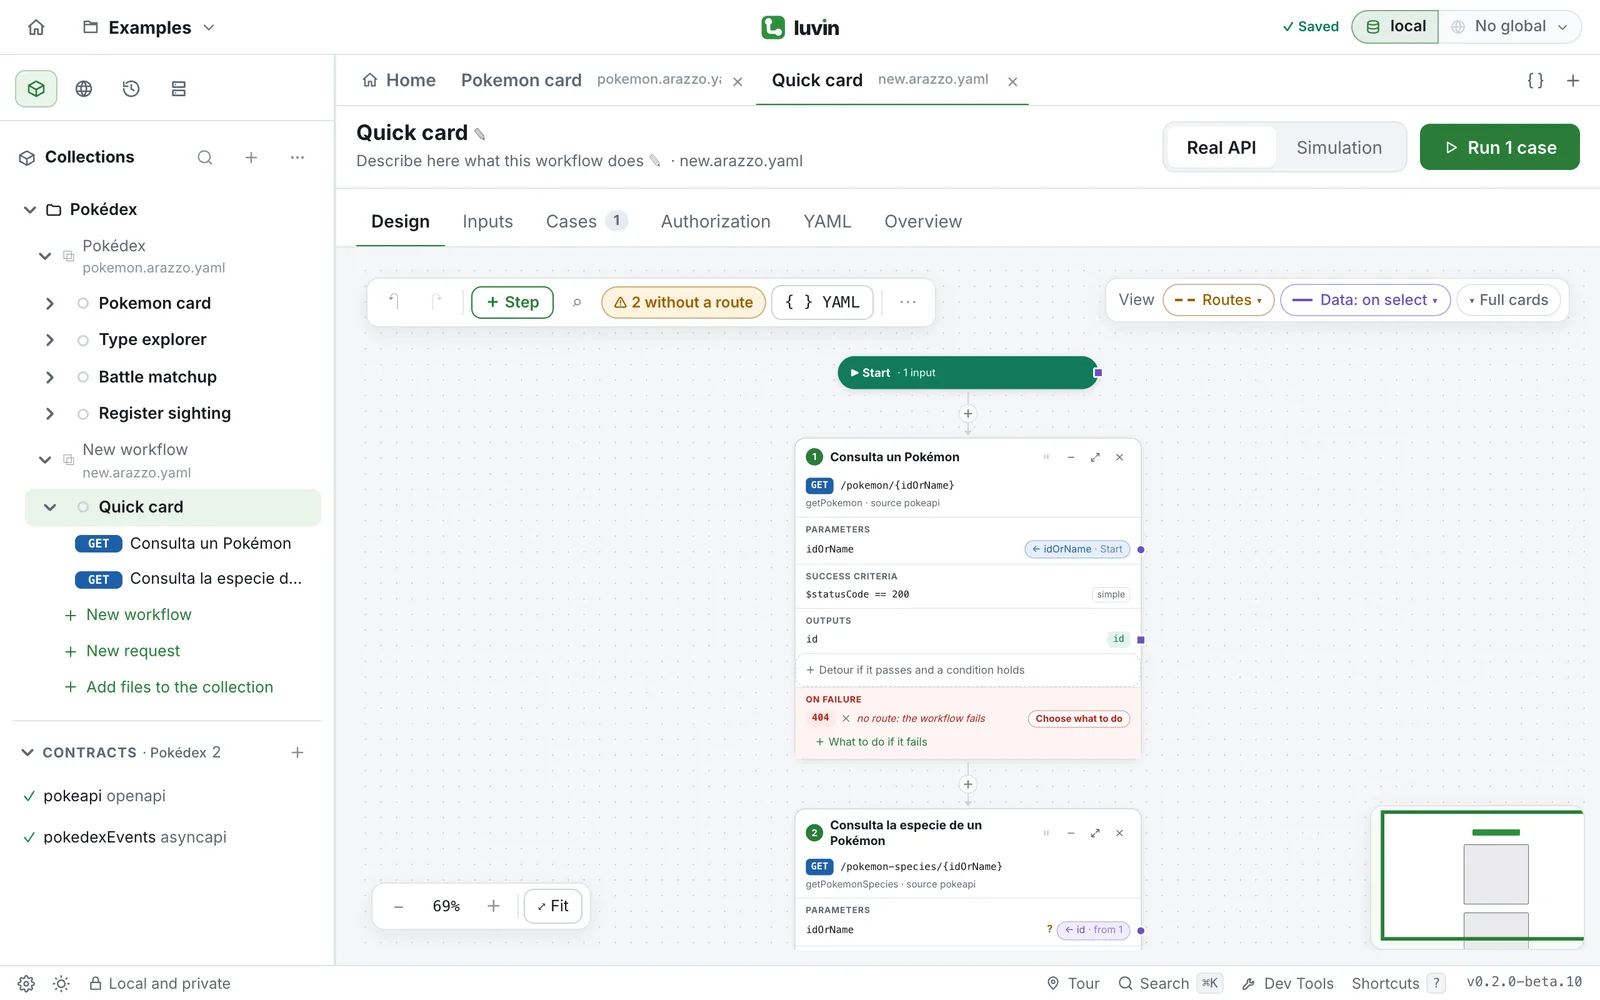 Examples
luvin
Saved
local
No global
Home
Pokemon card pokemon.arazzo.ya
Quick card new.arazzo.yaml
{ }
Collections
Quick card
Describe here what this workflow does · new.arazzo.yaml
Real API
Simulation
Run 1 case
Pokédex
Pokédex
pokemon.arazzo.yaml
Pokemon card
Type explorer
Battle matchup
Register sighting
New workflow
new.arazzo.yaml
Quick card
GET Consulta un Pokémon
GET Consulta la especie d...
+ New workflow
+ New request
+ Add files to the collection
CONTRACTS · Pokédex 2
pokeapi openapi
pokedexEvents asyncapi
Design
Inputs
Cases 1
Authorization
YAML
Overview
+ Step
2 without a route
{ } YAML
View
Routes
Data: on select
Full cards
Start · 1 input
1 Consulta un Pokémon
GET /pokemon/{idOrName}
getPokemon · source pokeapi
PARAMETERS
idOrName ← idOrName · Start
SUCCESS CRITERIA
$statusCode == 200 simple
OUTPUTS
id id
+ Detour if it passes and a condition holds
ON FAILURE
404 × no route: the workflow fails Choose what to do
+ What to do if it fails
2 Consulta la especie de un
Pokémon
GET /pokemon-species/{idOrName}
getPokemonSpecies · source pokeapi
PARAMETERS
idOrName ? ← id · from 1
− 69% + Fit
Local and private
Tour
Search ⌘K
Dev Tools
Shortcuts ?
v0.2.0-beta.10